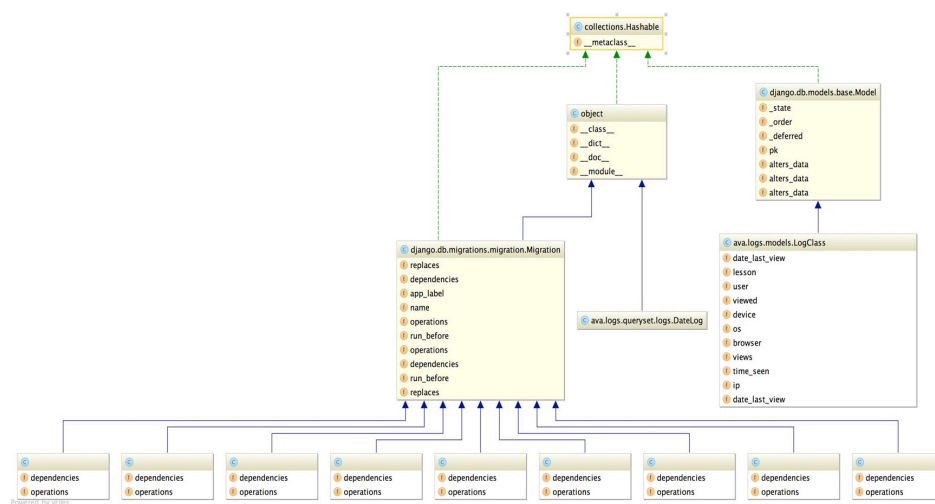 collections.Hashable
__metaclass__
django.db.models.base.Model
_state
_order
_deferred
pk
alters_data
alters_data
alters_data
object
__class__
__dict__
__doc__
__module__
ava.logs.models.LogClass
date_last_view
lesson
user
viewed
device
os
browser
views
time_seen
ip
date_last_view
django.db.migrations.migration.Migration
replaces
dependencies
app_label
name
operations
run_before
operations
dependencies
run_before
replaces
ava.logs.queryset.logs.DateLog
dependencies
operations
dependencies
operations
dependencies
operations
dependencies
operations
dependencies
operations
dependencies
operations
dependencies
operations
dependencies
operations
dependencies
operations
Powered by yFiles